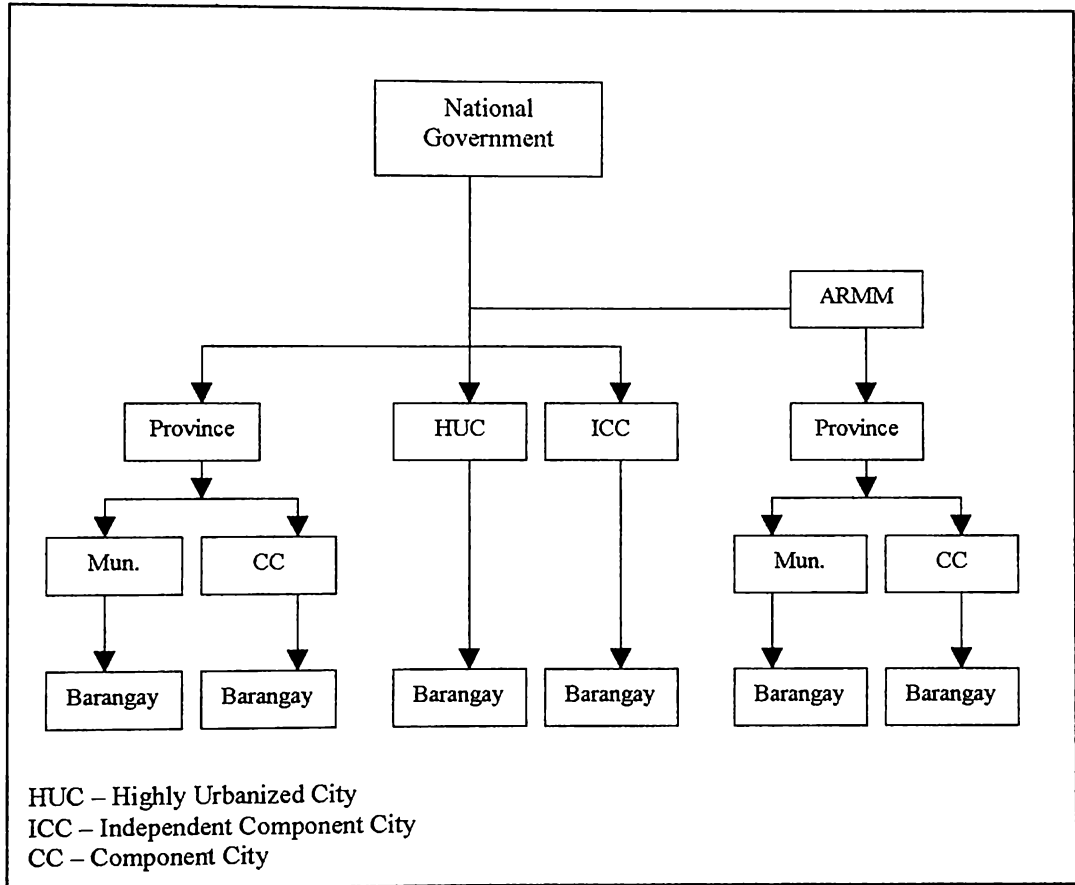 National
Government
ARMM
Province
HUC
ICC
Province
Mun.
CC
Mun.
CC
Barangay
Barangay
Barangay
Barangay
Barangay
Barangay
HUC – Highly Urbanized City
ICC – Independent Component City
CC – Component City